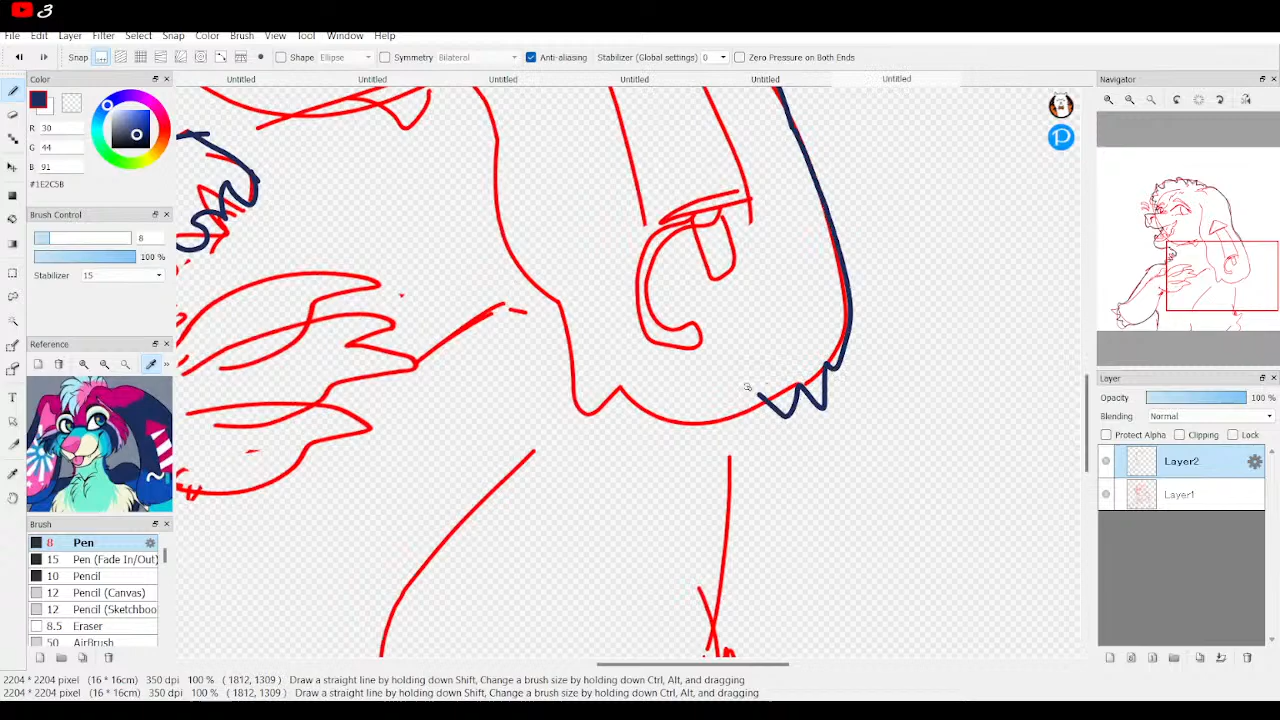 3
File Edit Layer Filter Select Snap Color Brush View Tool Window Help
Snap Shape Ellipse Symmetry Bilateral Anti-aliasing Stabilizer (Global settings) 0 Zero Pressure on Both Ends
Untitled Untitled Untitled Untitled Untitled Untitled
Color
R 30
G 44
B 91
#1E2C5B
Brush Control
8
100 %
Stabilizer 15
Reference
Brush
8 Pen
15 Pen (Fade In/Out)
10 Pencil
12 Pencil (Canvas)
12 Pencil (Sketchboo
8.5 Eraser
50 AirBrush
Navigator
Layer
Opacity 100 %
Blending Normal
Protect Alpha Clipping Lock
Layer2
Layer1
2204 * 2204 pixel (16 * 16cm) 350 dpi 100 % ( 1812, 1309) Draw a straight line by holding down Shift, Change a brush size by holding down Ctrl, Alt, and dragging
2204 * 2204 pixel (16 * 16cm) 350 dpi 100 % ( 1812, 1309) Draw a straight line by holding down Shift, Change a brush size by holding down Ctrl, Alt, and dragging